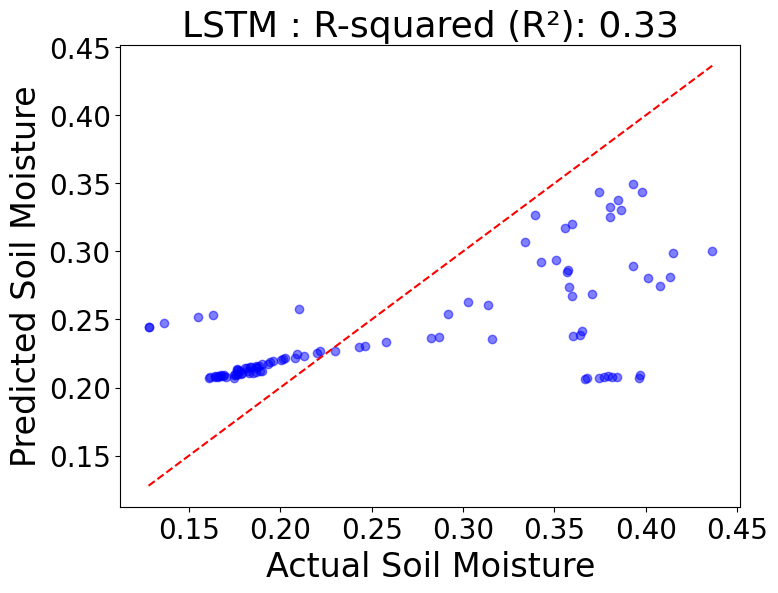 LSTM : R-squared (R²): 0.33
0.45
0.40
0.35
0.30
0.25
0.20
0.15
Predicted Soil Moisture
0.15 0.20 0.25 0.30 0.35 0.40 0.45
Actual Soil Moisture